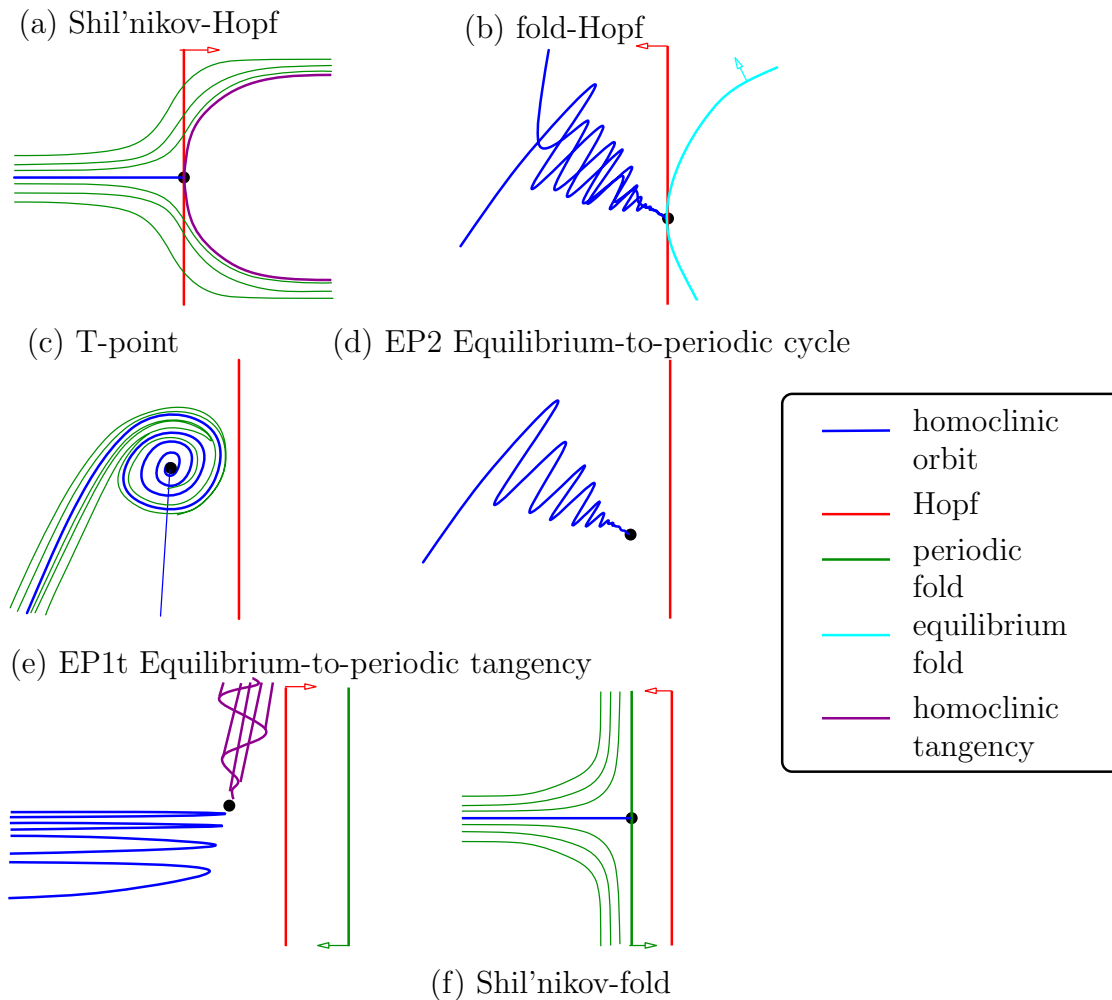 (a) Shil'nikov-Hopf
(b) fold-Hopf
(c) T-point
(d) EP2 Equilibrium-to-periodic cycle
homoclinic
orbit
Hopf
periodic
fold
equilibrium
fold
homoclinic
tangency
(e) EP1t Equilibrium-to-periodic tangency
(f) Shil'nikov-fold